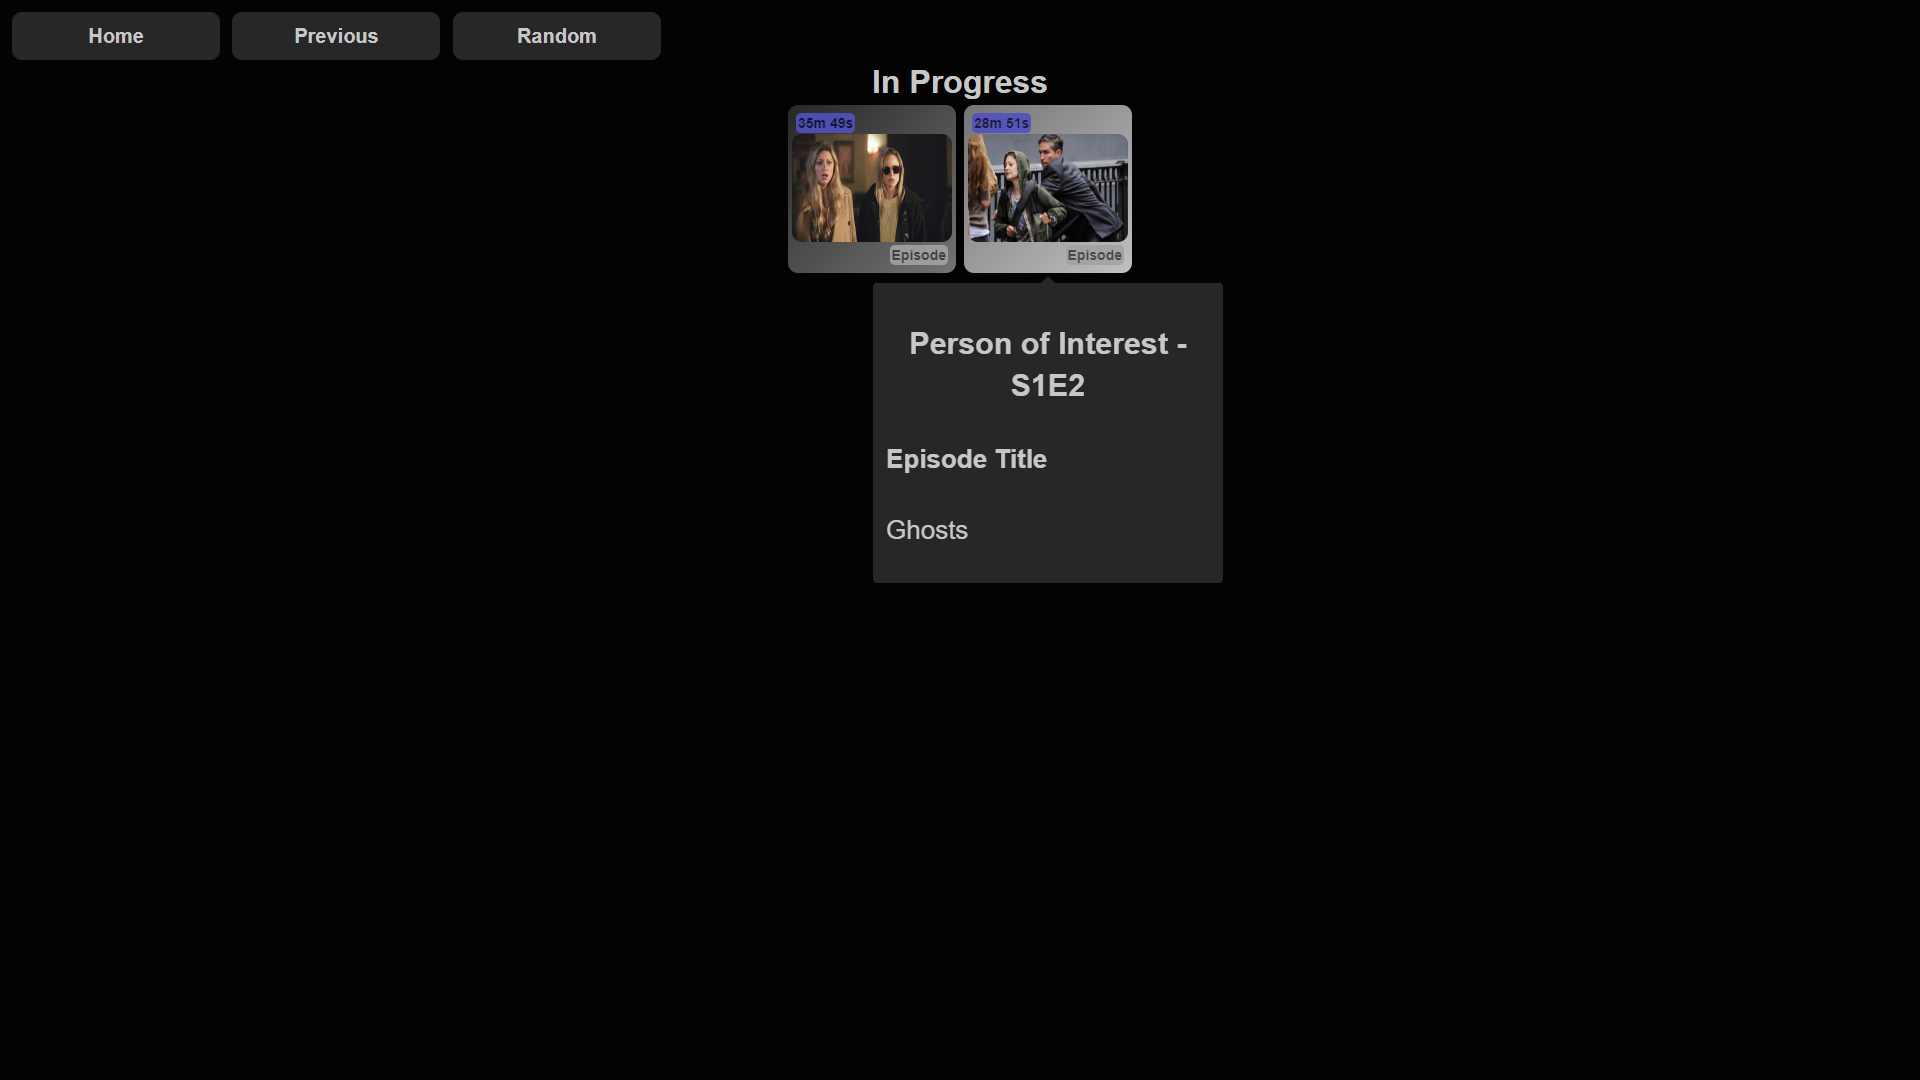 Home
Previous
Random
In Progress
35m 49s
28m 51s
Episode
Episode
Person of Interest -
S1E2
Episode Title
Ghosts